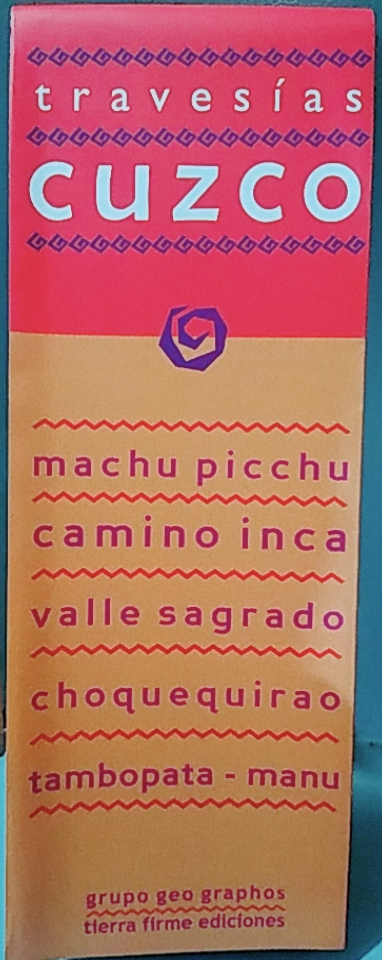 travesías
cuzco
machu picchu
camino inca
valle sagrado
choquequirao
tambopata - manu
grupo geo graphos
tierra firme ediciones